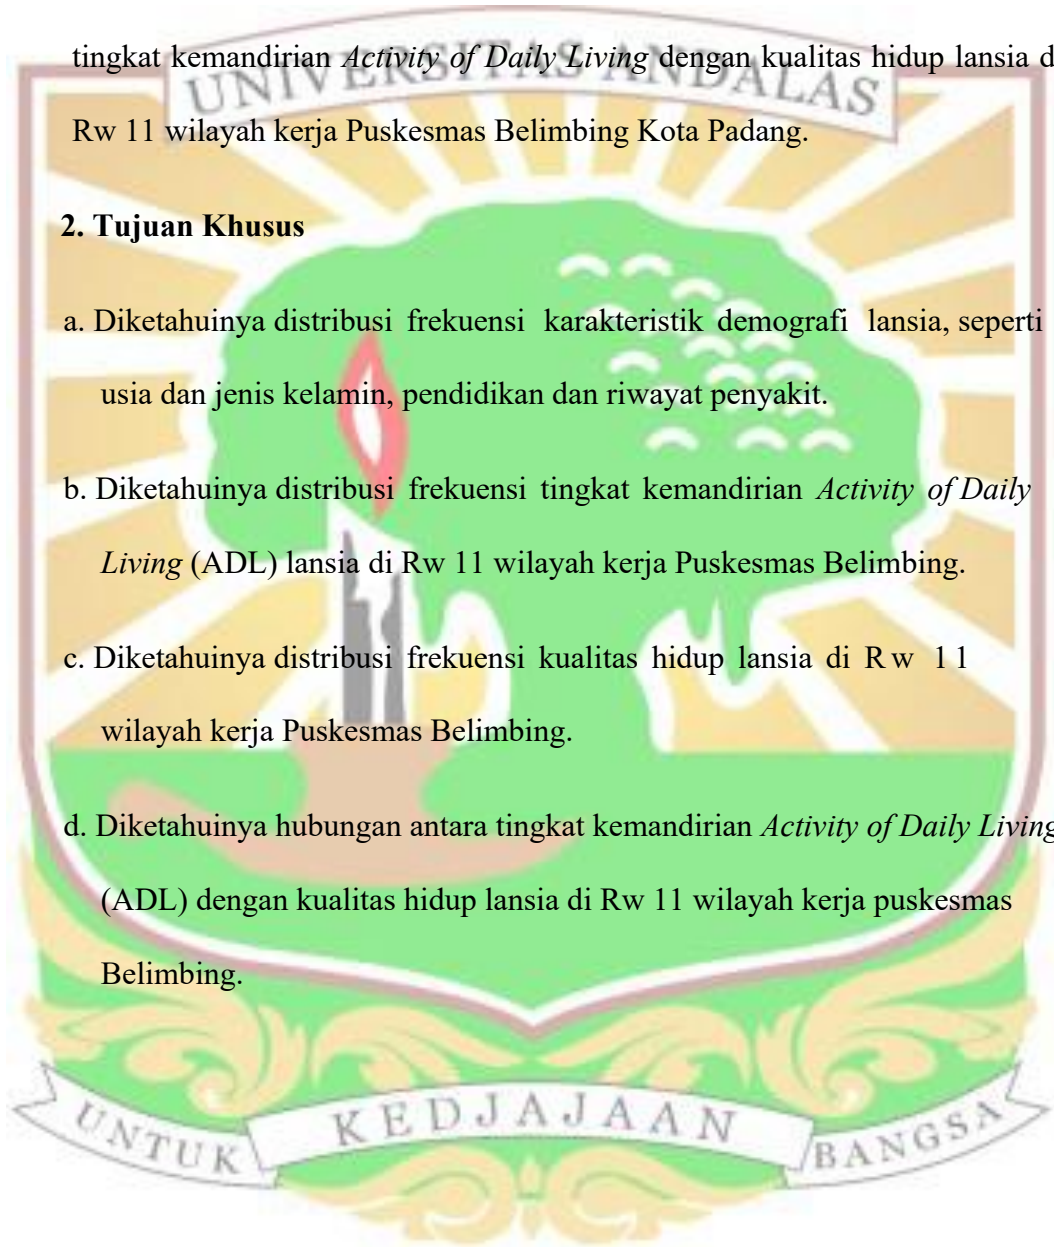 tingkat kemandirian Activity of Daily Living dengan kualitas hidup lansia d
UNIVERSITAS ANDALAS
Rw 11 wilayah kerja Puskesmas Belimbing Kota Padang.
2. Tujuan Khusus
a. Diketahuinya distribusi frekuensi karakteristik demografi lansia, seperti
usia dan jenis kelamin, pendidikan dan riwayat penyakit.
b. Diketahuinya distribusi frekuensi tingkat kemandirian Activity of Daily
Living (ADL) lansia di Rw 11 wilayah kerja Puskesmas Belimbing.
c. Diketahuinya distribusi frekuensi kualitas hidup lansia di Rw 11
wilayah kerja Puskesmas Belimbing.
d. Diketahuinya hubungan antara tingkat kemandirian Activity of Daily Living
(ADL) dengan kualitas hidup lansia di Rw 11 wilayah kerja puskesmas
Belimbing.
UNTUK KEDJAJAAN BANGSA